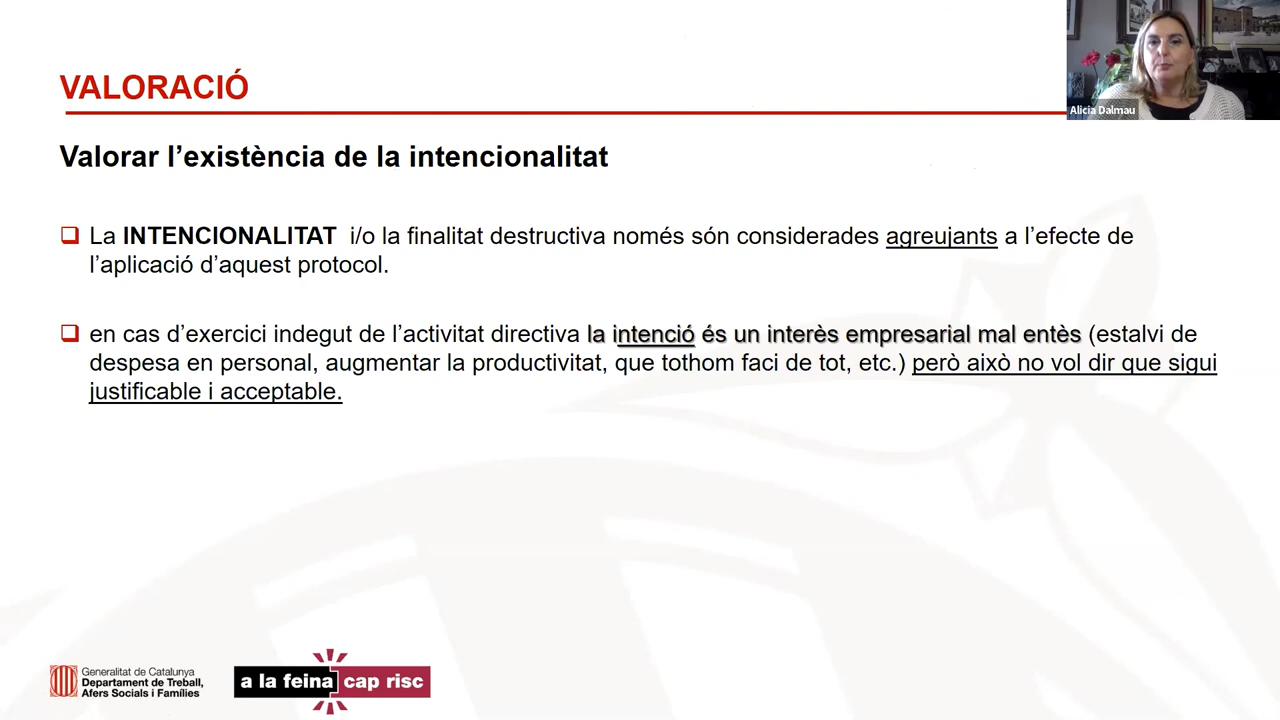 VALORACIÓ
Alicia Dalmau
Valorar l’existència de la intencionalitat
La INTENCIONALITAT i/o la finalitat destructiva només són considerades agreujants a l’efecte de
l’aplicació d’aquest protocol.
en cas d’exercici indegut de l’activitat directiva la intenció és un interès empresarial mal entès (estalvi de
despesa en personal, augmentar la productivitat, que tothom faci de tot, etc.) però això no vol dir que sigui
justificable i acceptable.
Generalitat de Catalunya
Departament de Treball,
Afers Socials i Famílies
a la feina cap risc